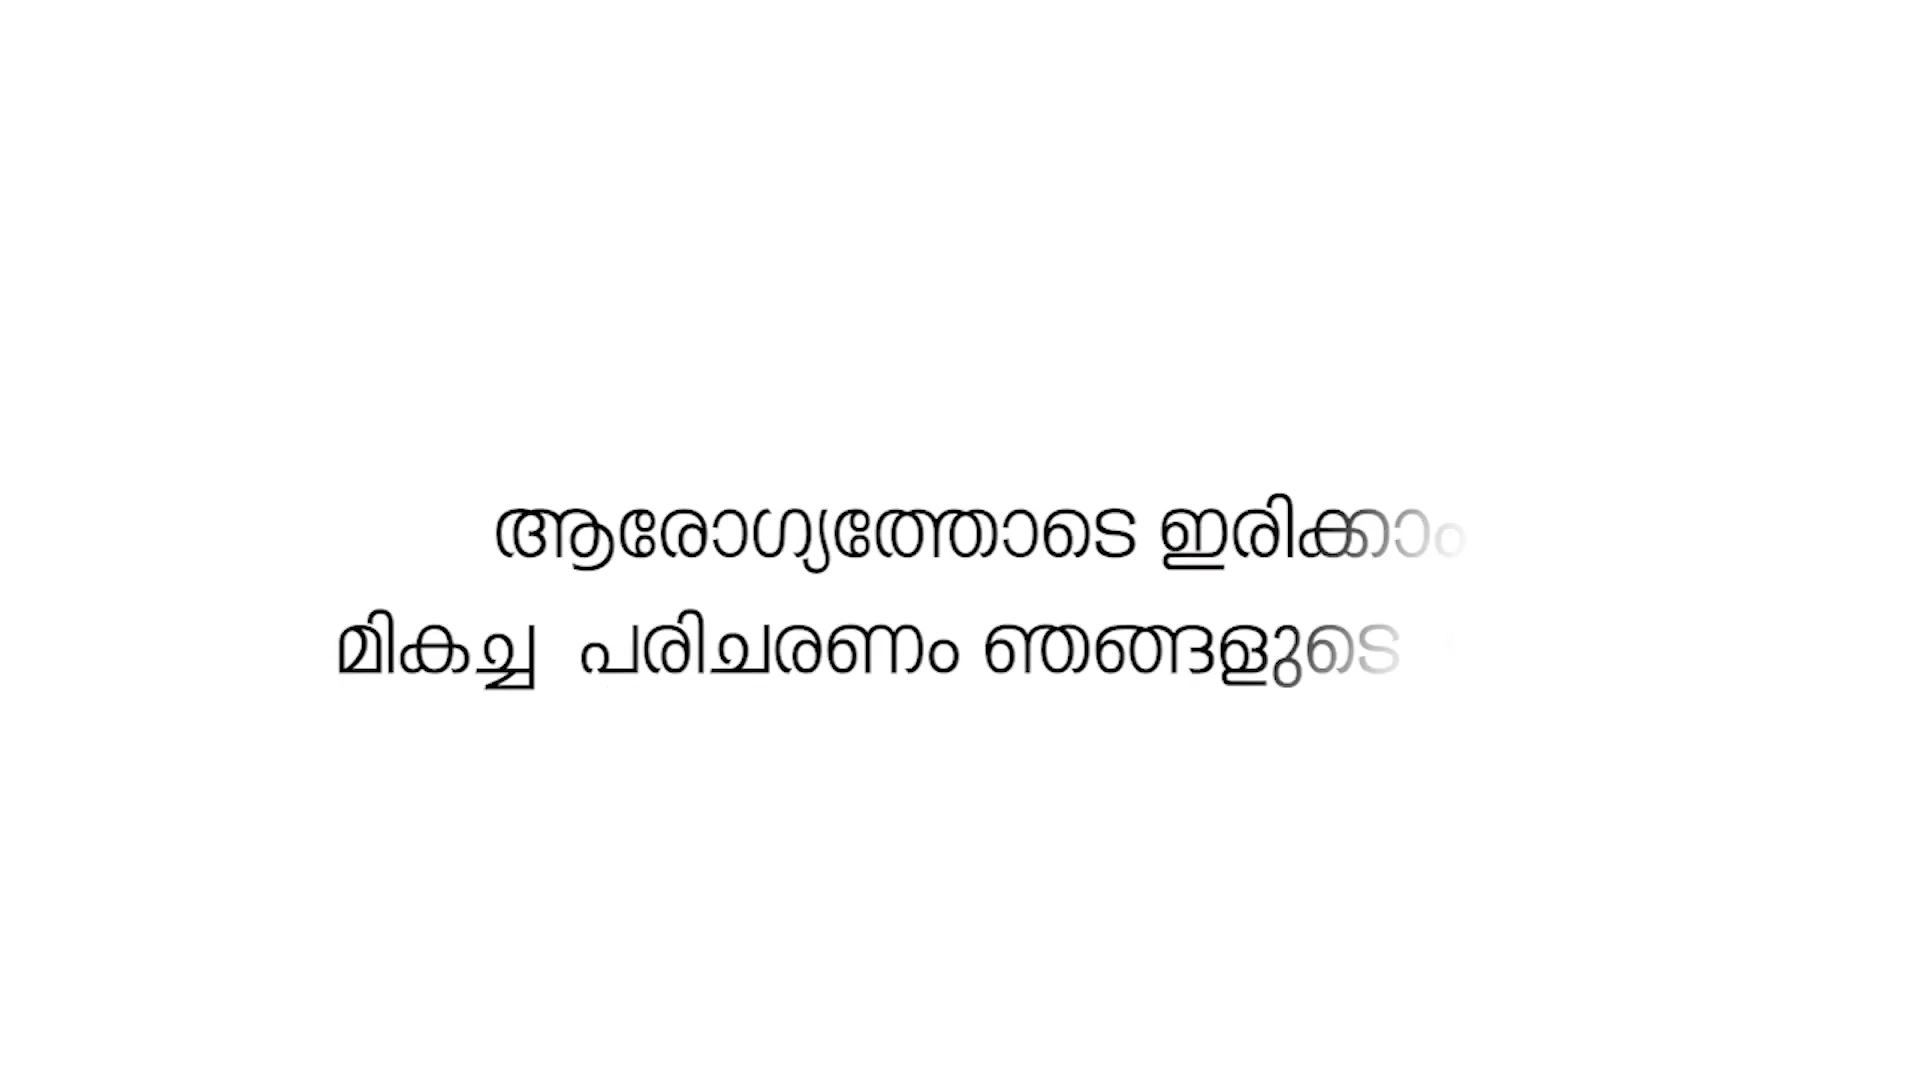 ആരോഗ്യത്തോടെ ഇരിക്കാം
മികച്ച പരിചരണം ഞങ്ങളുടെ